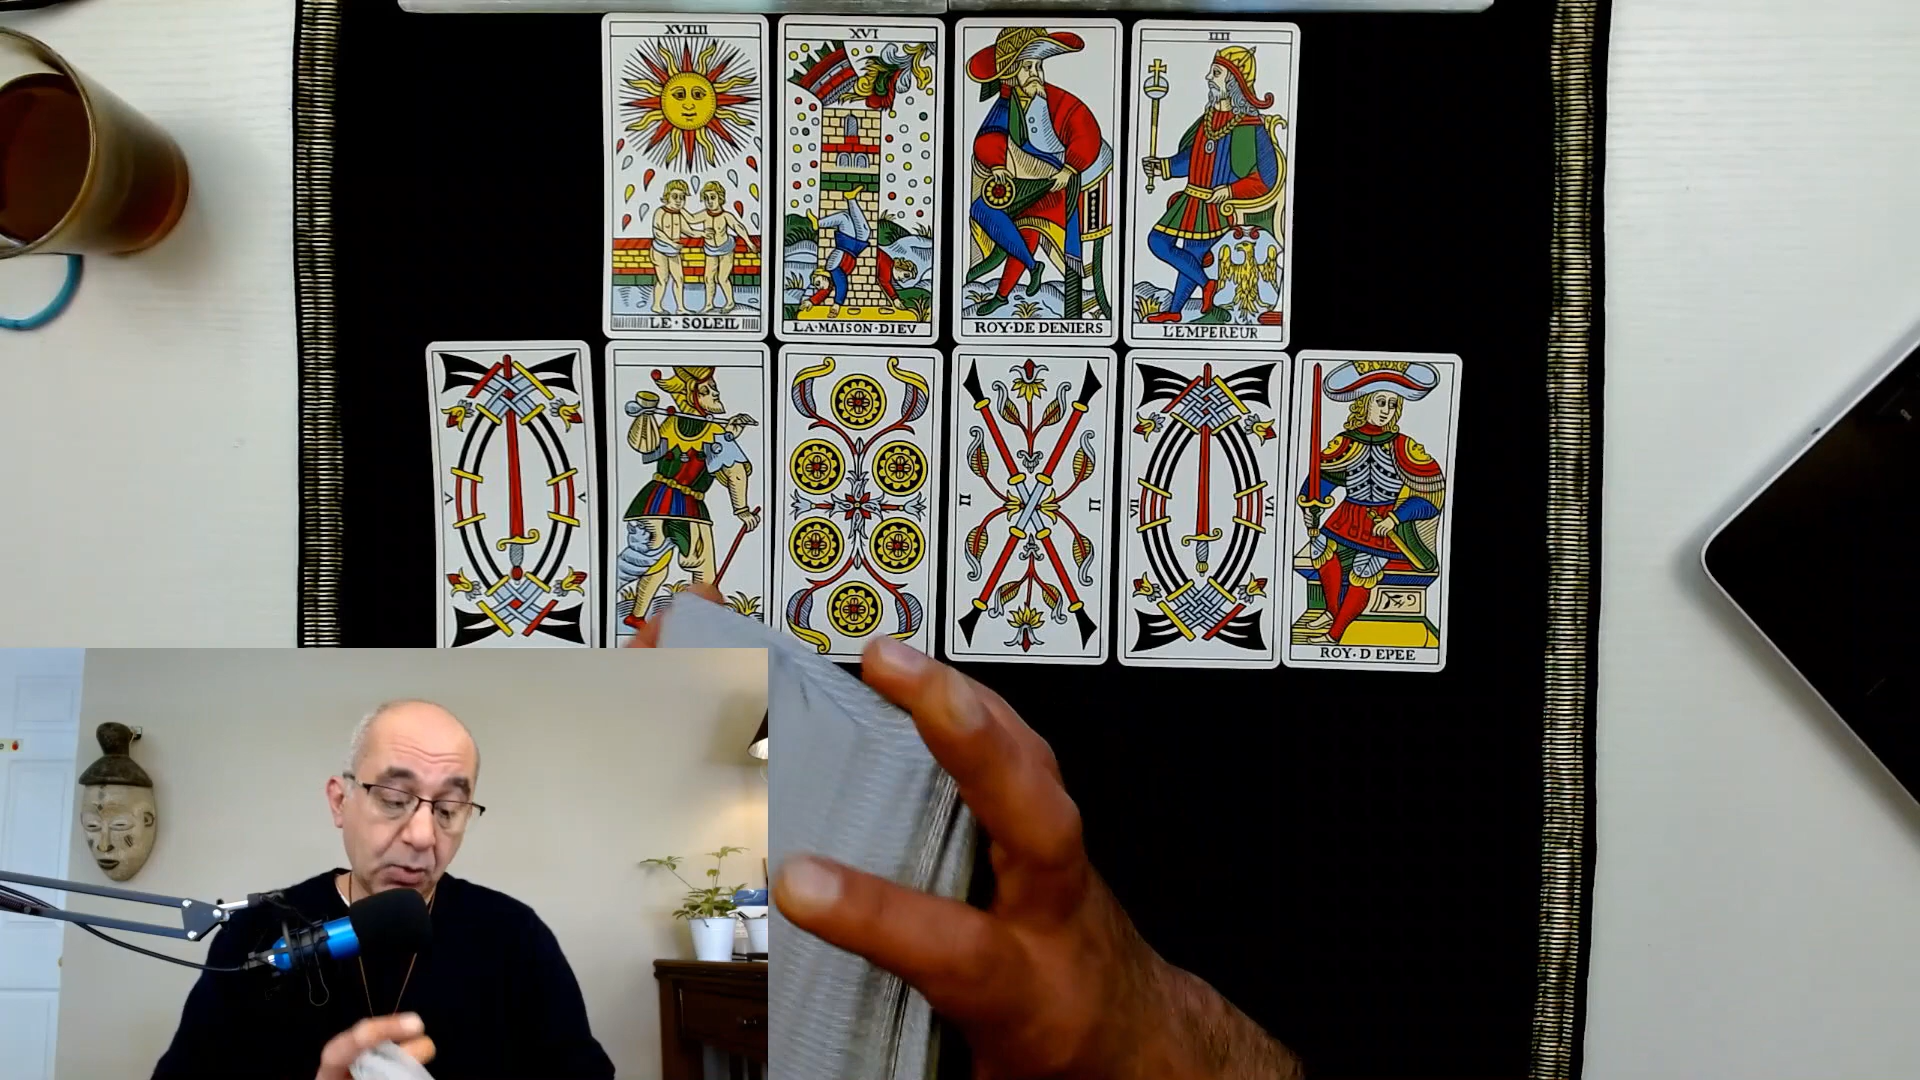 XVIIII
XVI
IIII
LE·SOLEIL
LA·MAISON·DIEV
ROY·DE·DENIERS
L'EMPEREUR
V
V
II
II
VII
VII
ROY·D EPEE